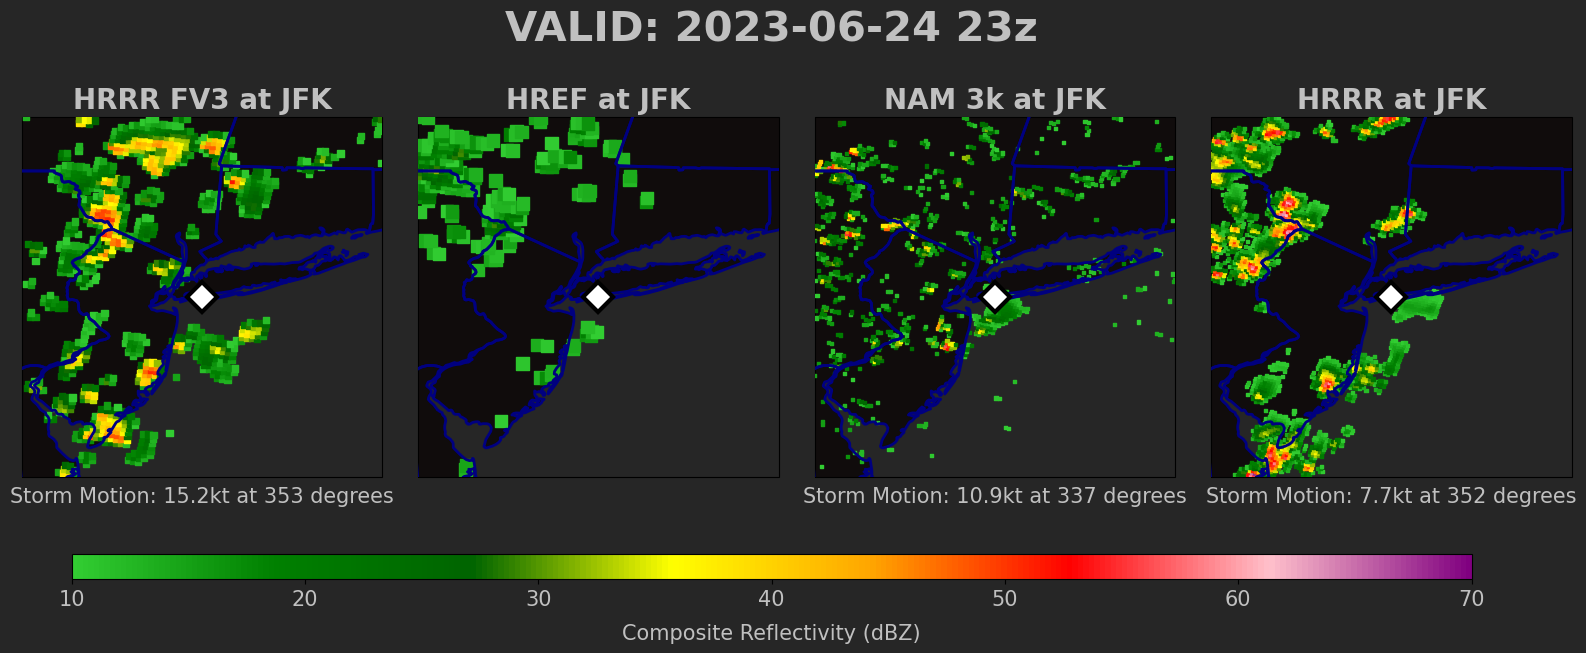 VALID: 2023-06-24 23z
HRRR FV3 at JFK
HREF at JFK
NAM 3k at JFK
HRRR at JFK
Storm Motion: 15.2kt at 353 degrees
Storm Motion: 10.9kt at 337 degrees
Storm Motion: 7.7kt at 352 degrees
10 20 30 40 50 60 70
Composite Reflectivity (dBZ)